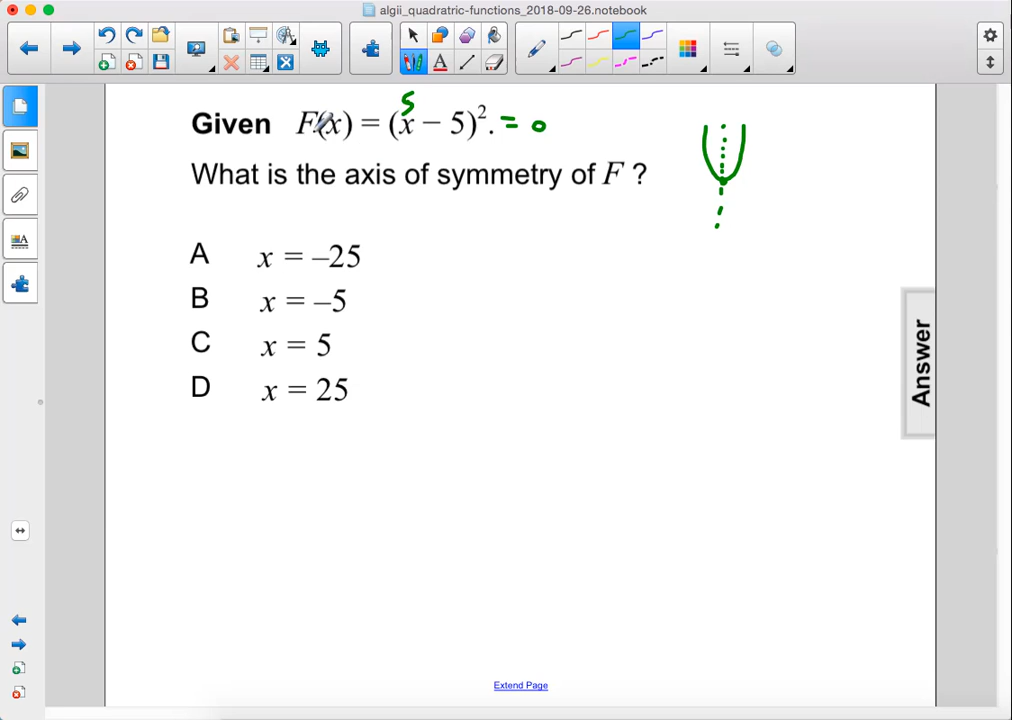 algii_quadratric-functions_2018-09-26.notebook
A
5
Given F(x) = (x – 5)². = 0
What is the axis of symmetry of F ?
A x = –25
B x = –5
C x = 5
D x = 25
Answer
Extend Page